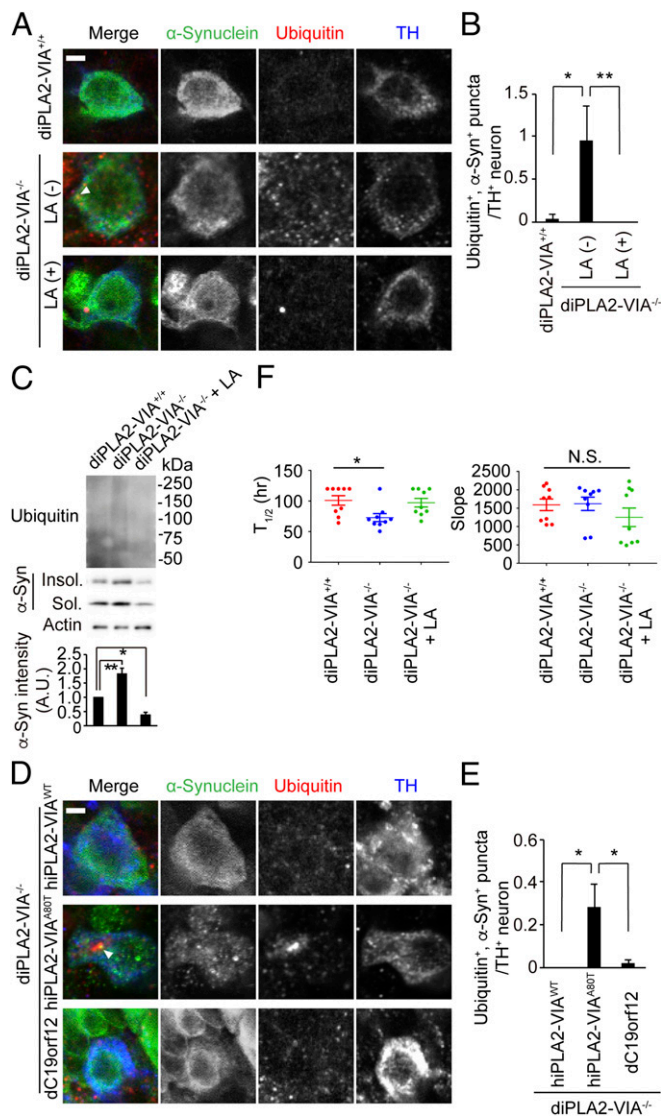 A
Merge α-Synuclein Ubiquitin TH
diPLA2-VIA+/+
diPLA2-VIA-/-
LA (-)
LA (+)
B
Ubiquitin+, α-Syn+ puncta
/TH+ neuron
* **
1.5
1
0.5
0
diPLA2-VIA+/+
LA (-)
LA (+)
diPLA2-VIA-/-
C
diPLA2-VIA+/+
diPLA2-VIA-/-
diPLA2-VIA-/- + LA
kDa
Ubiquitin
-250
-150
-100
-75
-50
α-Syn
Insol.
Sol.
Actin
α-Syn intensity
(A.U.)
2.5
2.0
1.5
1.0
0.5
0
*
**
F
T1/2 (hr)
*
150
100
50
0
diPLA2-VIA+/+
diPLA2-VIA-/-
diPLA2-VIA-/-
+ LA
Slope
N.S.
2500
2000
1500
1000
500
0
diPLA2-VIA+/+
diPLA2-VIA-/-
diPLA2-VIA-/-
+ LA
D
Merge α-Synuclein Ubiquitin TH
diPLA2-VIA-/-
hiPLA2-VIAWT
hiPLA2-VIAA80T
dC19orf12
E
Ubiquitin+, α-Syn+ puncta
/TH+ neuron
* *
0.6
0.4
0.2
0
hiPLA2-VIAWT
hiPLA2-VIAA80T
dC19orf12
diPLA2-VIA-/-